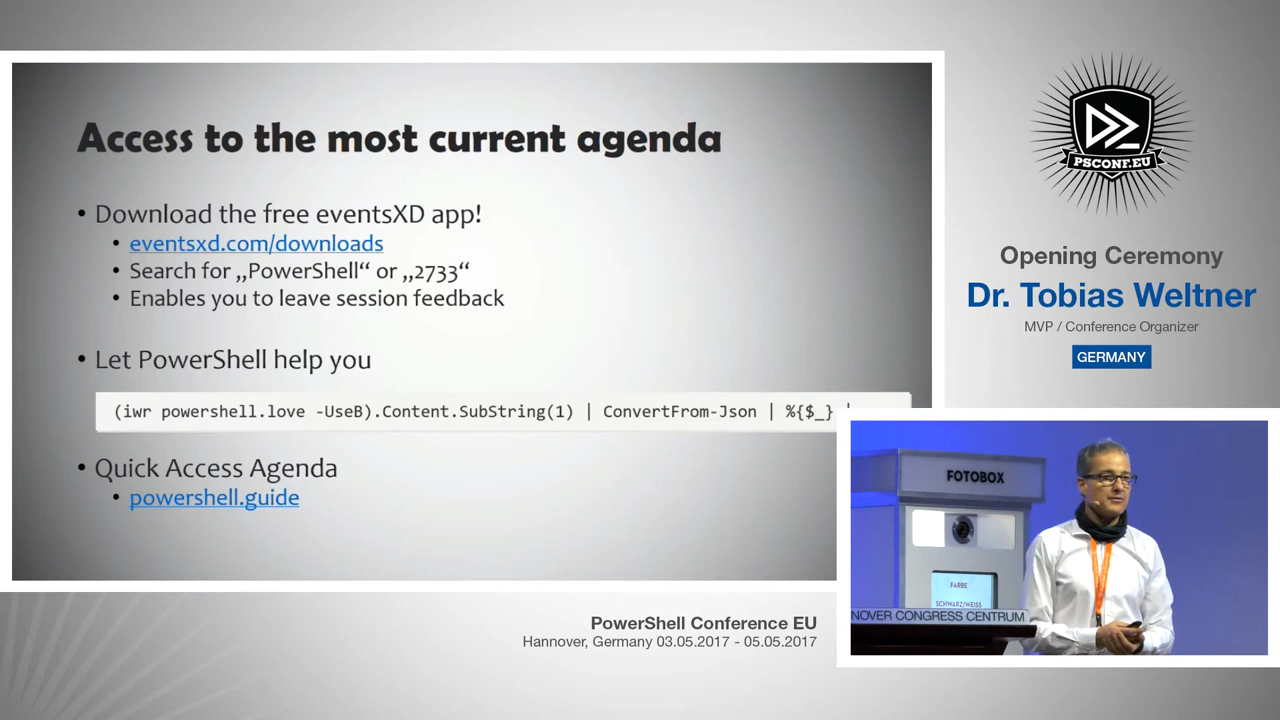 Access to the most current agenda
• Download the free eventsXD app!
• eventsxd.com/downloads
• Search for „PowerShell“ or „2733“
• Enables you to leave session feedback
• Let PowerShell help you
(iwr powershell.love -UseB).Content.SubString(1) | ConvertFrom-Json | %{$_}
• Quick Access Agenda
• powershell.guide
PSCONF.EU
Opening Ceremony
Dr. Tobias Weltner
MVP / Conference Organizer
GERMANY
FOTOBOX
FARBE
SCHWARZ/WEISS
NOVER CONGRESS CENTRUM
PowerShell Conference EU
Hannover, Germany 03.05.2017 - 05.05.2017